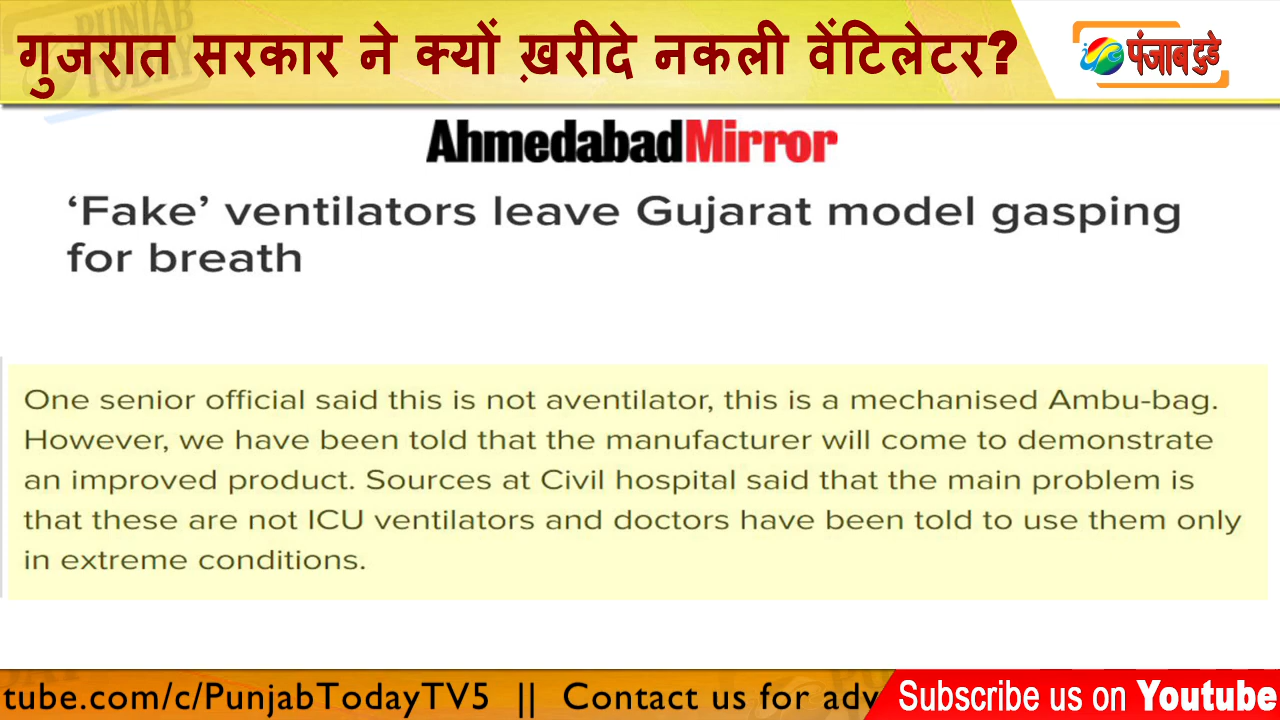 गुजरात सरकार ने क्यों ख़रीदे नकली वेंटिलेटर?
पंजाब टुडे
PUNJAB
TODAY
AhmedabadMirror
‘Fake’ ventilators leave Gujarat model gasping
for breath
One senior official said this is not aventilator, this is a mechanised Ambu-bag.
However, we have been told that the manufacturer will come to demonstrate
an improved product. Sources at Civil hospital said that the main problem is
that these are not ICU ventilators and doctors have been told to use them only
in extreme conditions.
tube.com/c/PunjabTodayTV5 || Contact us for adv
Subscribe us on Youtube